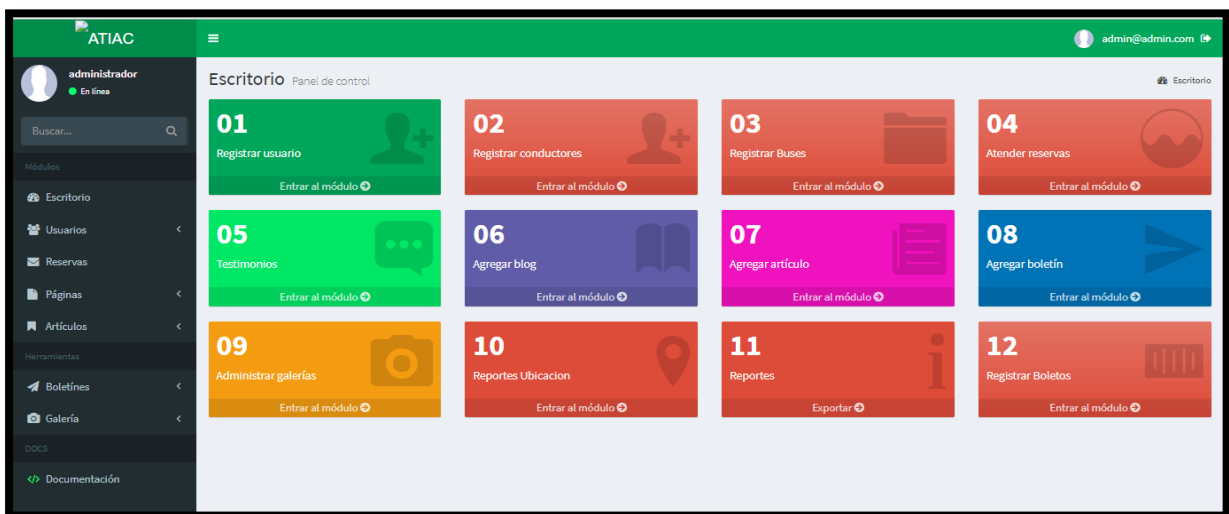 ATIAC
admin@admin.com
administrador
En línea
Buscar...
Módulos
Escritorio
Usuarios
Reservas
Páginas
Artículos
Herramientas
Boletínes
Galería
DOCS
Documentación
Escritorio Panel de control
Escritorio
01
Registrar usuario
Entrar al módulo
02
Registrar conductores
Entrar al módulo
03
Registrar Buses
Entrar al módulo
04
Atender reservas
Entrar al módulo
05
Testimonios
Entrar al módulo
06
Agregar blog
Entrar al módulo
07
Agregar artículo
Entrar al módulo
08
Agregar boletín
Entrar al módulo
09
Administrar galerías
Entrar al módulo
10
Reportes Ubicacion
Entrar al módulo
11
Reportes
Exportar
12
Registrar Boletos
Entrar al módulo